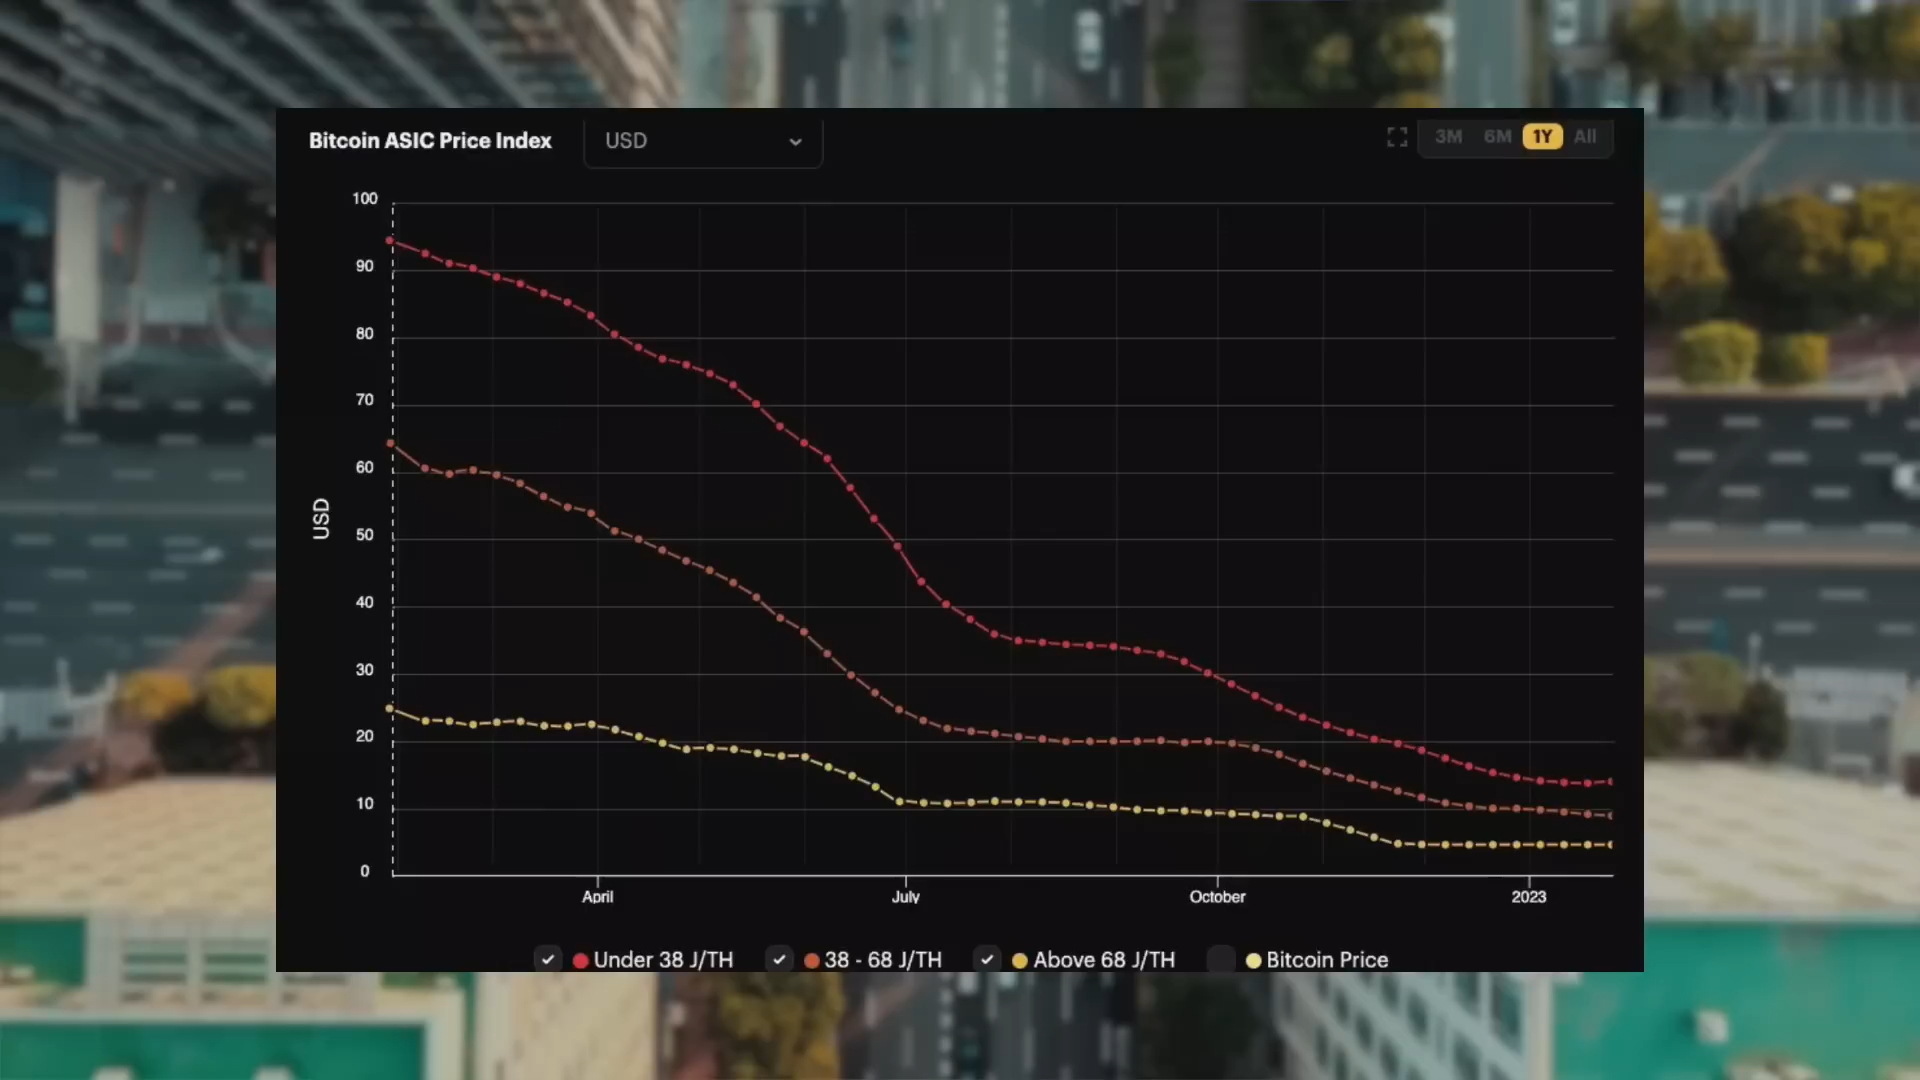 Bitcoin ASIC Price Index
USD
3M 6M 1Y All
100
90
80
70
60
50
40
30
20
10
0
USD
April July October 2023
Under 38 J/TH 38 - 68 J/TH Above 68 J/TH Bitcoin Price